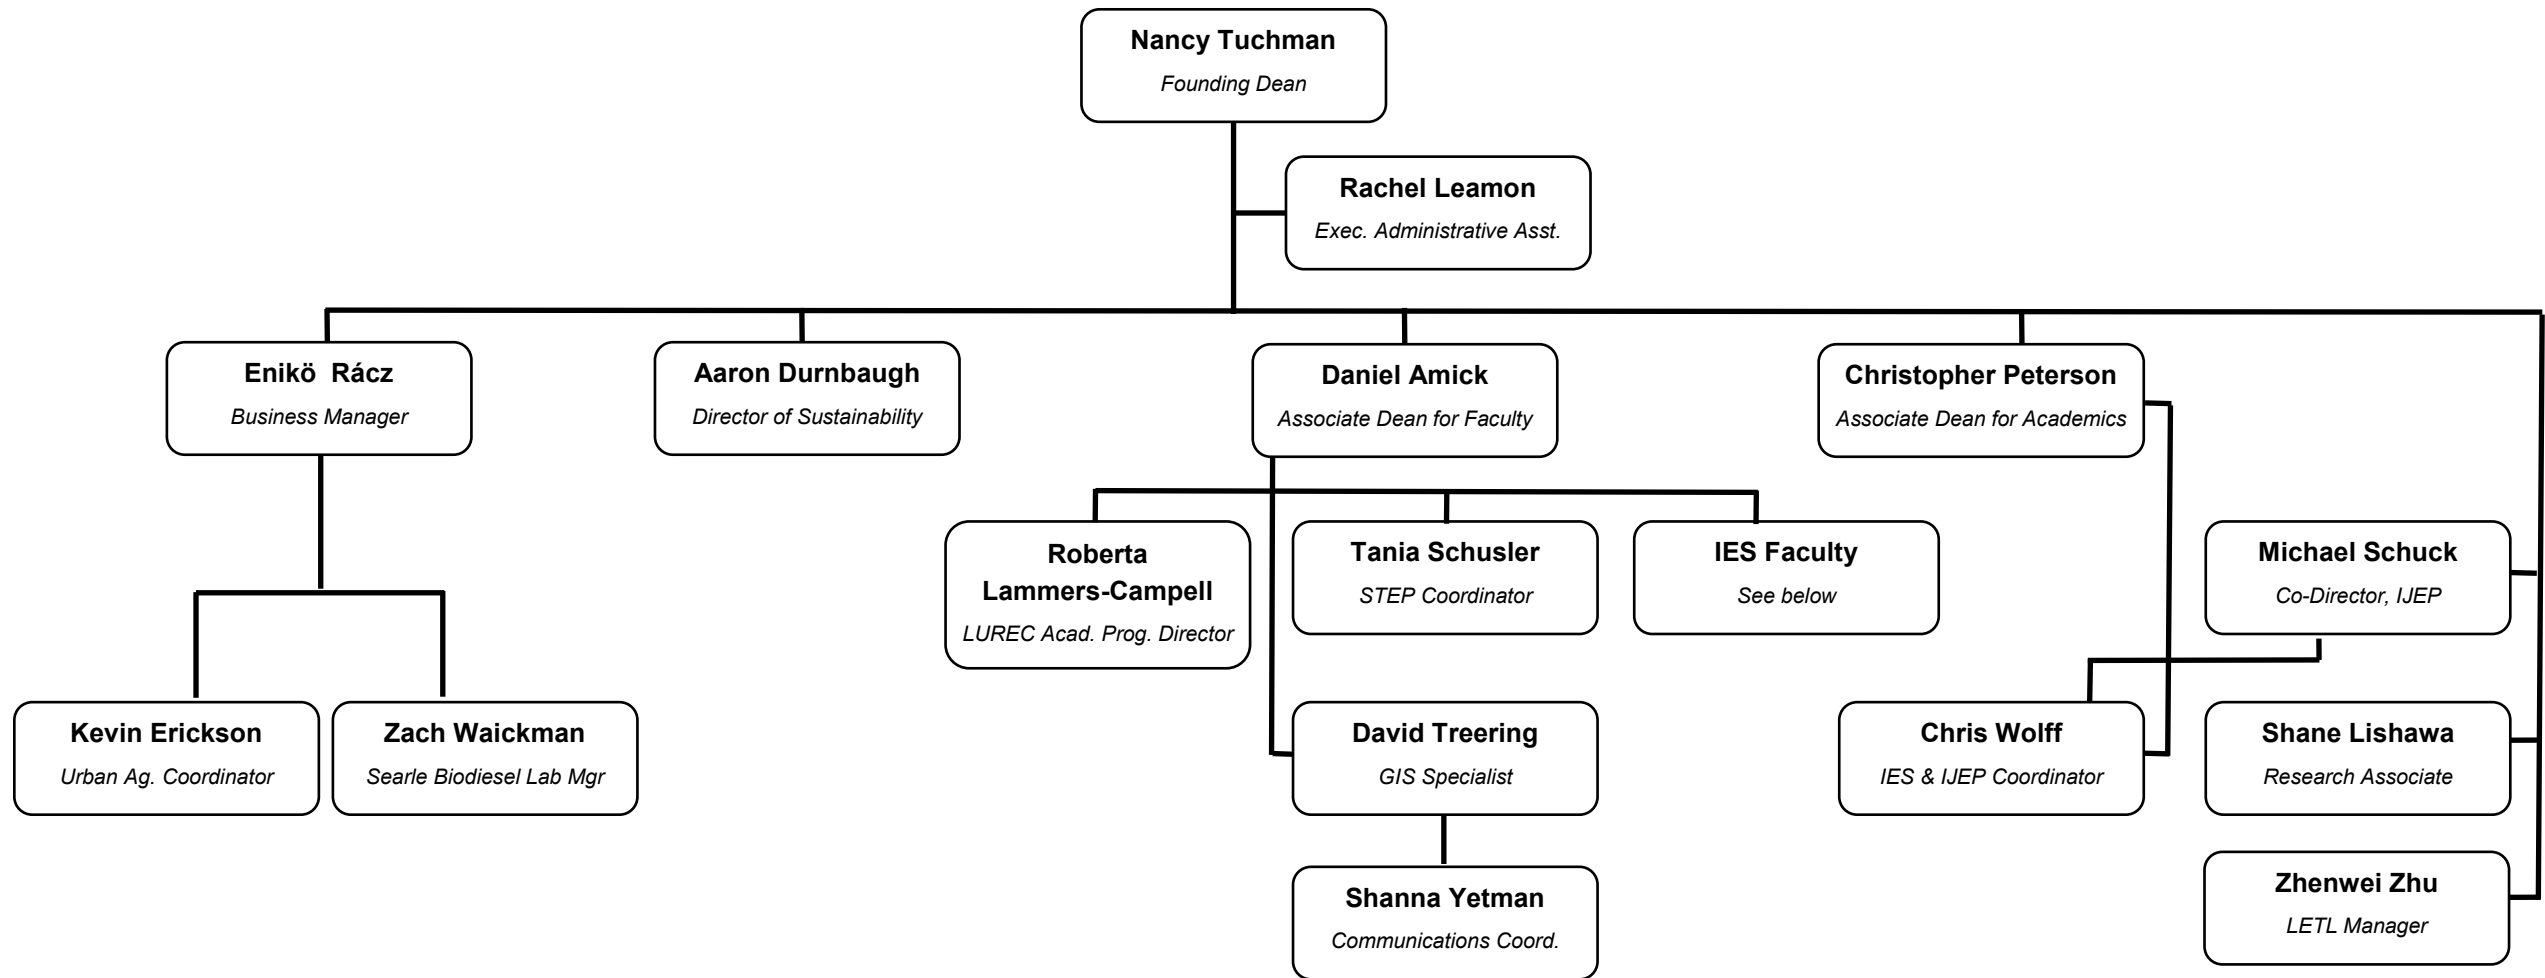 Nancy Tuchman
Founding Dean
Rachel Leamon
Exec. Administrative Asst.
Enikö Rácz
Business Manager
Aaron Durnbaugh
Director of Sustainability
Daniel Amick
Associate Dean for Faculty
Christopher Peterson
Associate Dean for Academics
Roberta
Lammers-Campell
LUREC Acad. Prog. Director
Tania Schusler
STEP Coordinator
IES Faculty
See below
Michael Schuck
Co-Director, IJEP
Kevin Erickson
Urban Ag. Coordinator
Zach Waickman
Searle Biodiesel Lab Mgr
David Treering
GIS Specialist
Chris Wolff
IES & IJEP Coordinator
Shane Lishawa
Research Associate
Shanna Yetman
Communications Coord.
Zhenwei Zhu
LETL Manager